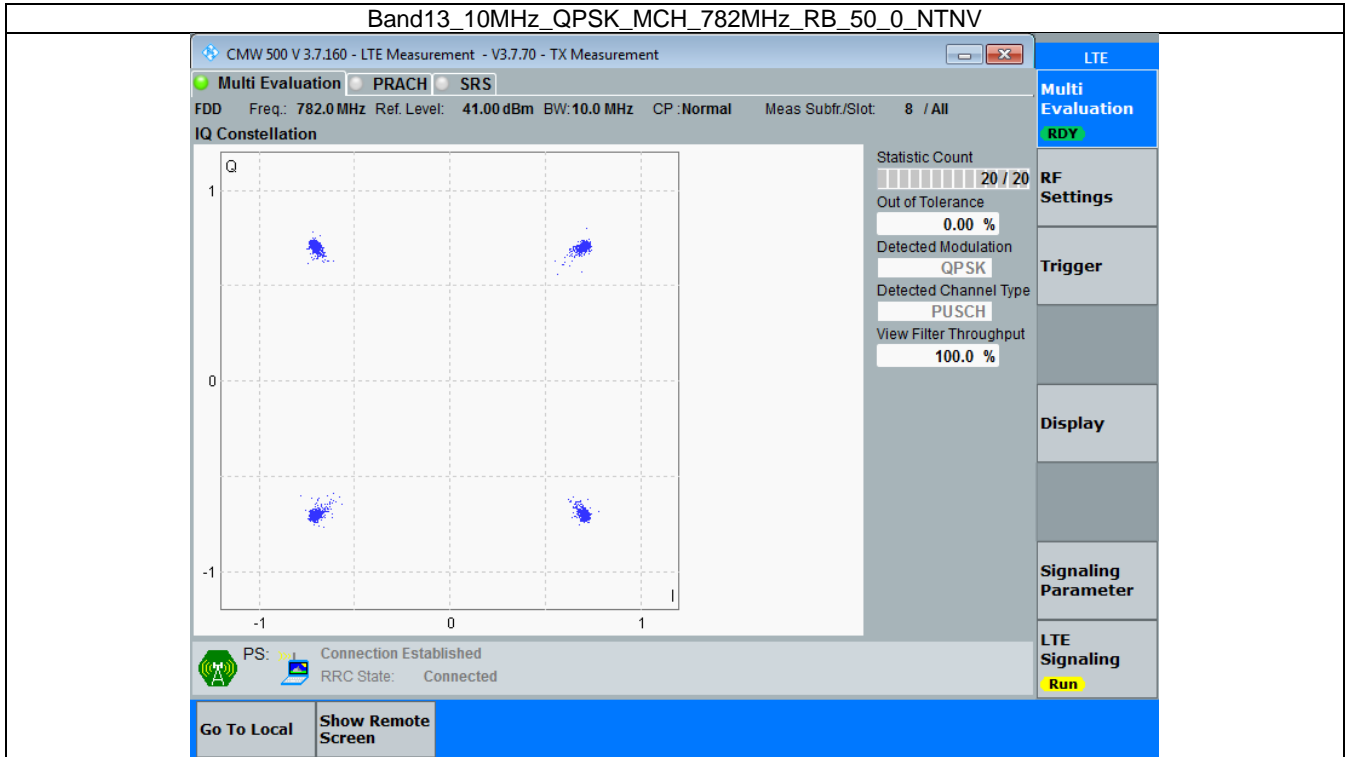 Band13_10MHz_QPSK_MCH_782MHz_RB_50_0_NTNV
CMW 500 V 3.7.160 - LTE Measurement - V3.7.70 - TX Measurement
LTE
Multi Evaluation PRACH SRS
FDD Freq.: 782.0 MHz Ref. Level: 41.00 dBm BW: 10.0 MHz CP : Normal Meas Subfr./Slot: 8 / All
IQ Constellation
Q
1
0
-1
I
-1 0 1
Statistic Count
20 / 20
Out of Tolerance
0.00 %
Detected Modulation
QPSK
Detected Channel Type
PUSCH
View Filter Throughput
100.0 %
Multi
Evaluation
RDY
RF
Settings
Trigger
Display
Signaling
Parameter
LTE
Signaling
Run
PS: Connection Established
RRC State: Connected
Go To Local
Show Remote
Screen